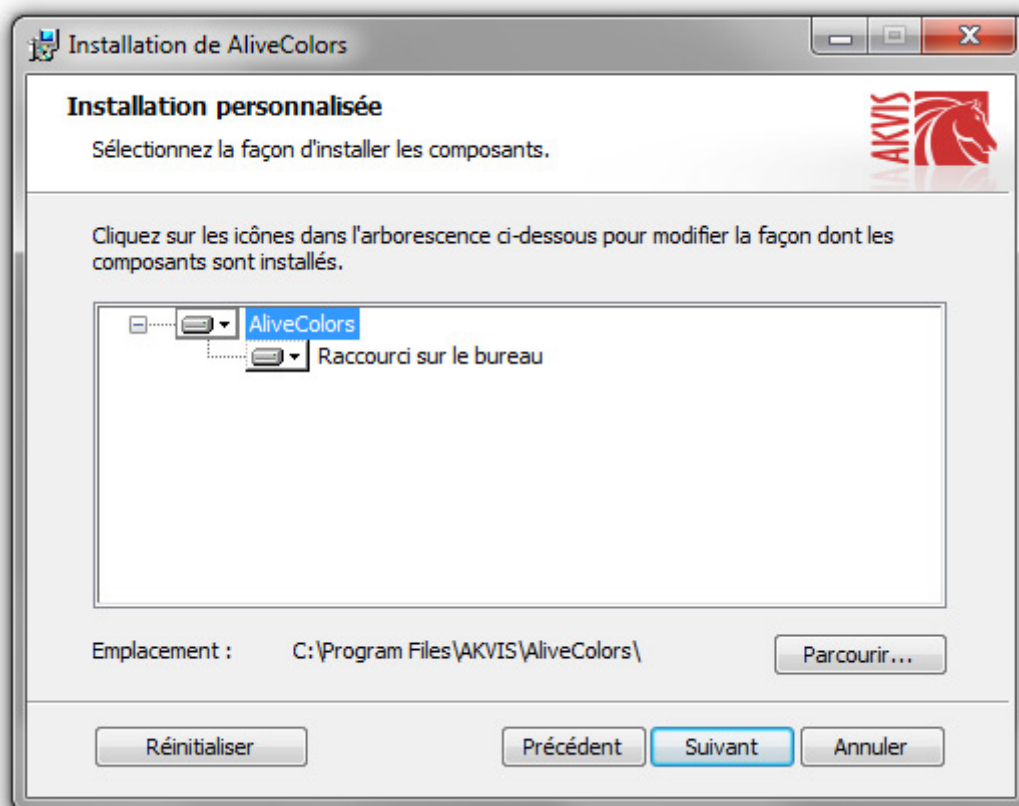 Installation de AliveColors
Installation personnalisée
Sélectionnez la façon d'installer les composants.
AKVIS
Cliquez sur les icônes dans l'arborescence ci-dessous pour modifier la façon dont les
composants sont installés.
AliveColors
Raccourci sur le bureau
Emplacement : C:\Program Files\AKVIS\AliveColors\
Parcourir...
Réinitialiser
Précédent
Suivant
Annuler